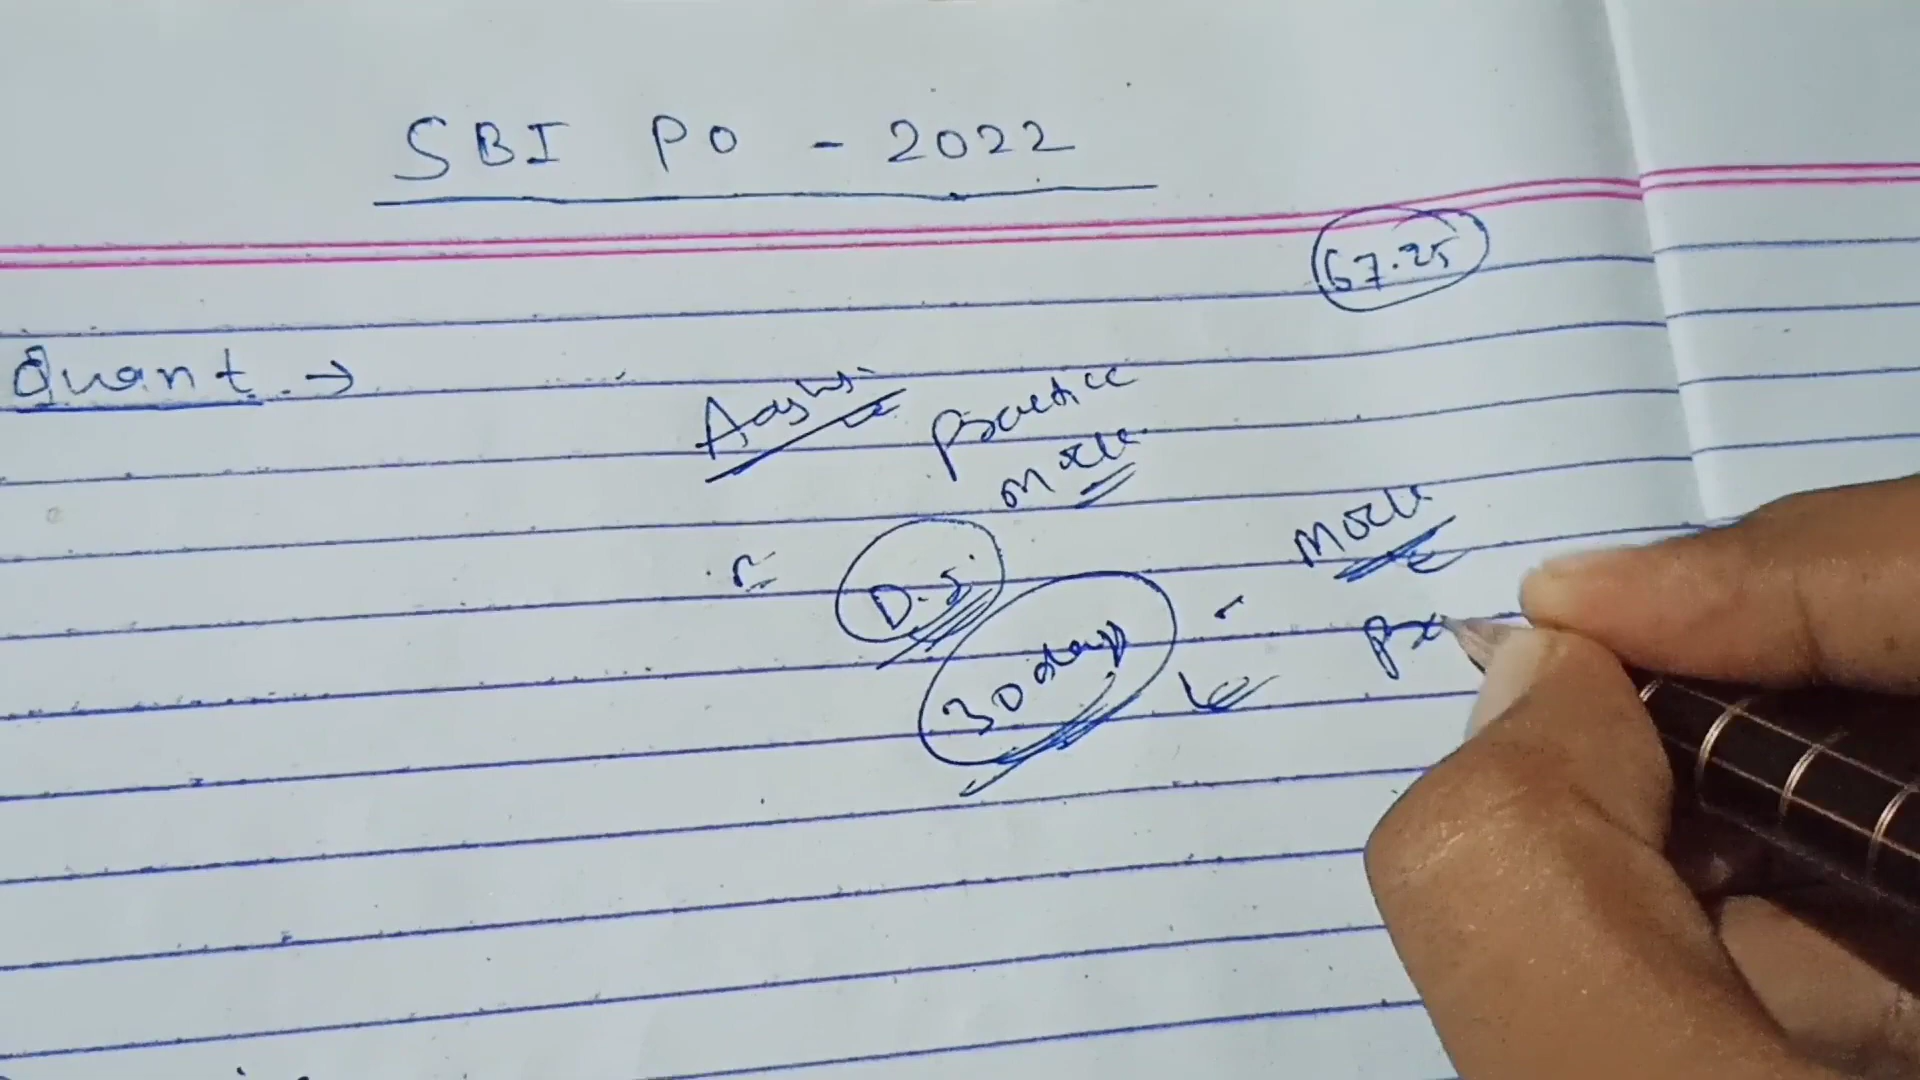 SBI PO - 2022
67.25
Quant →
Practice
Mock
D.I.
Mock
30 days